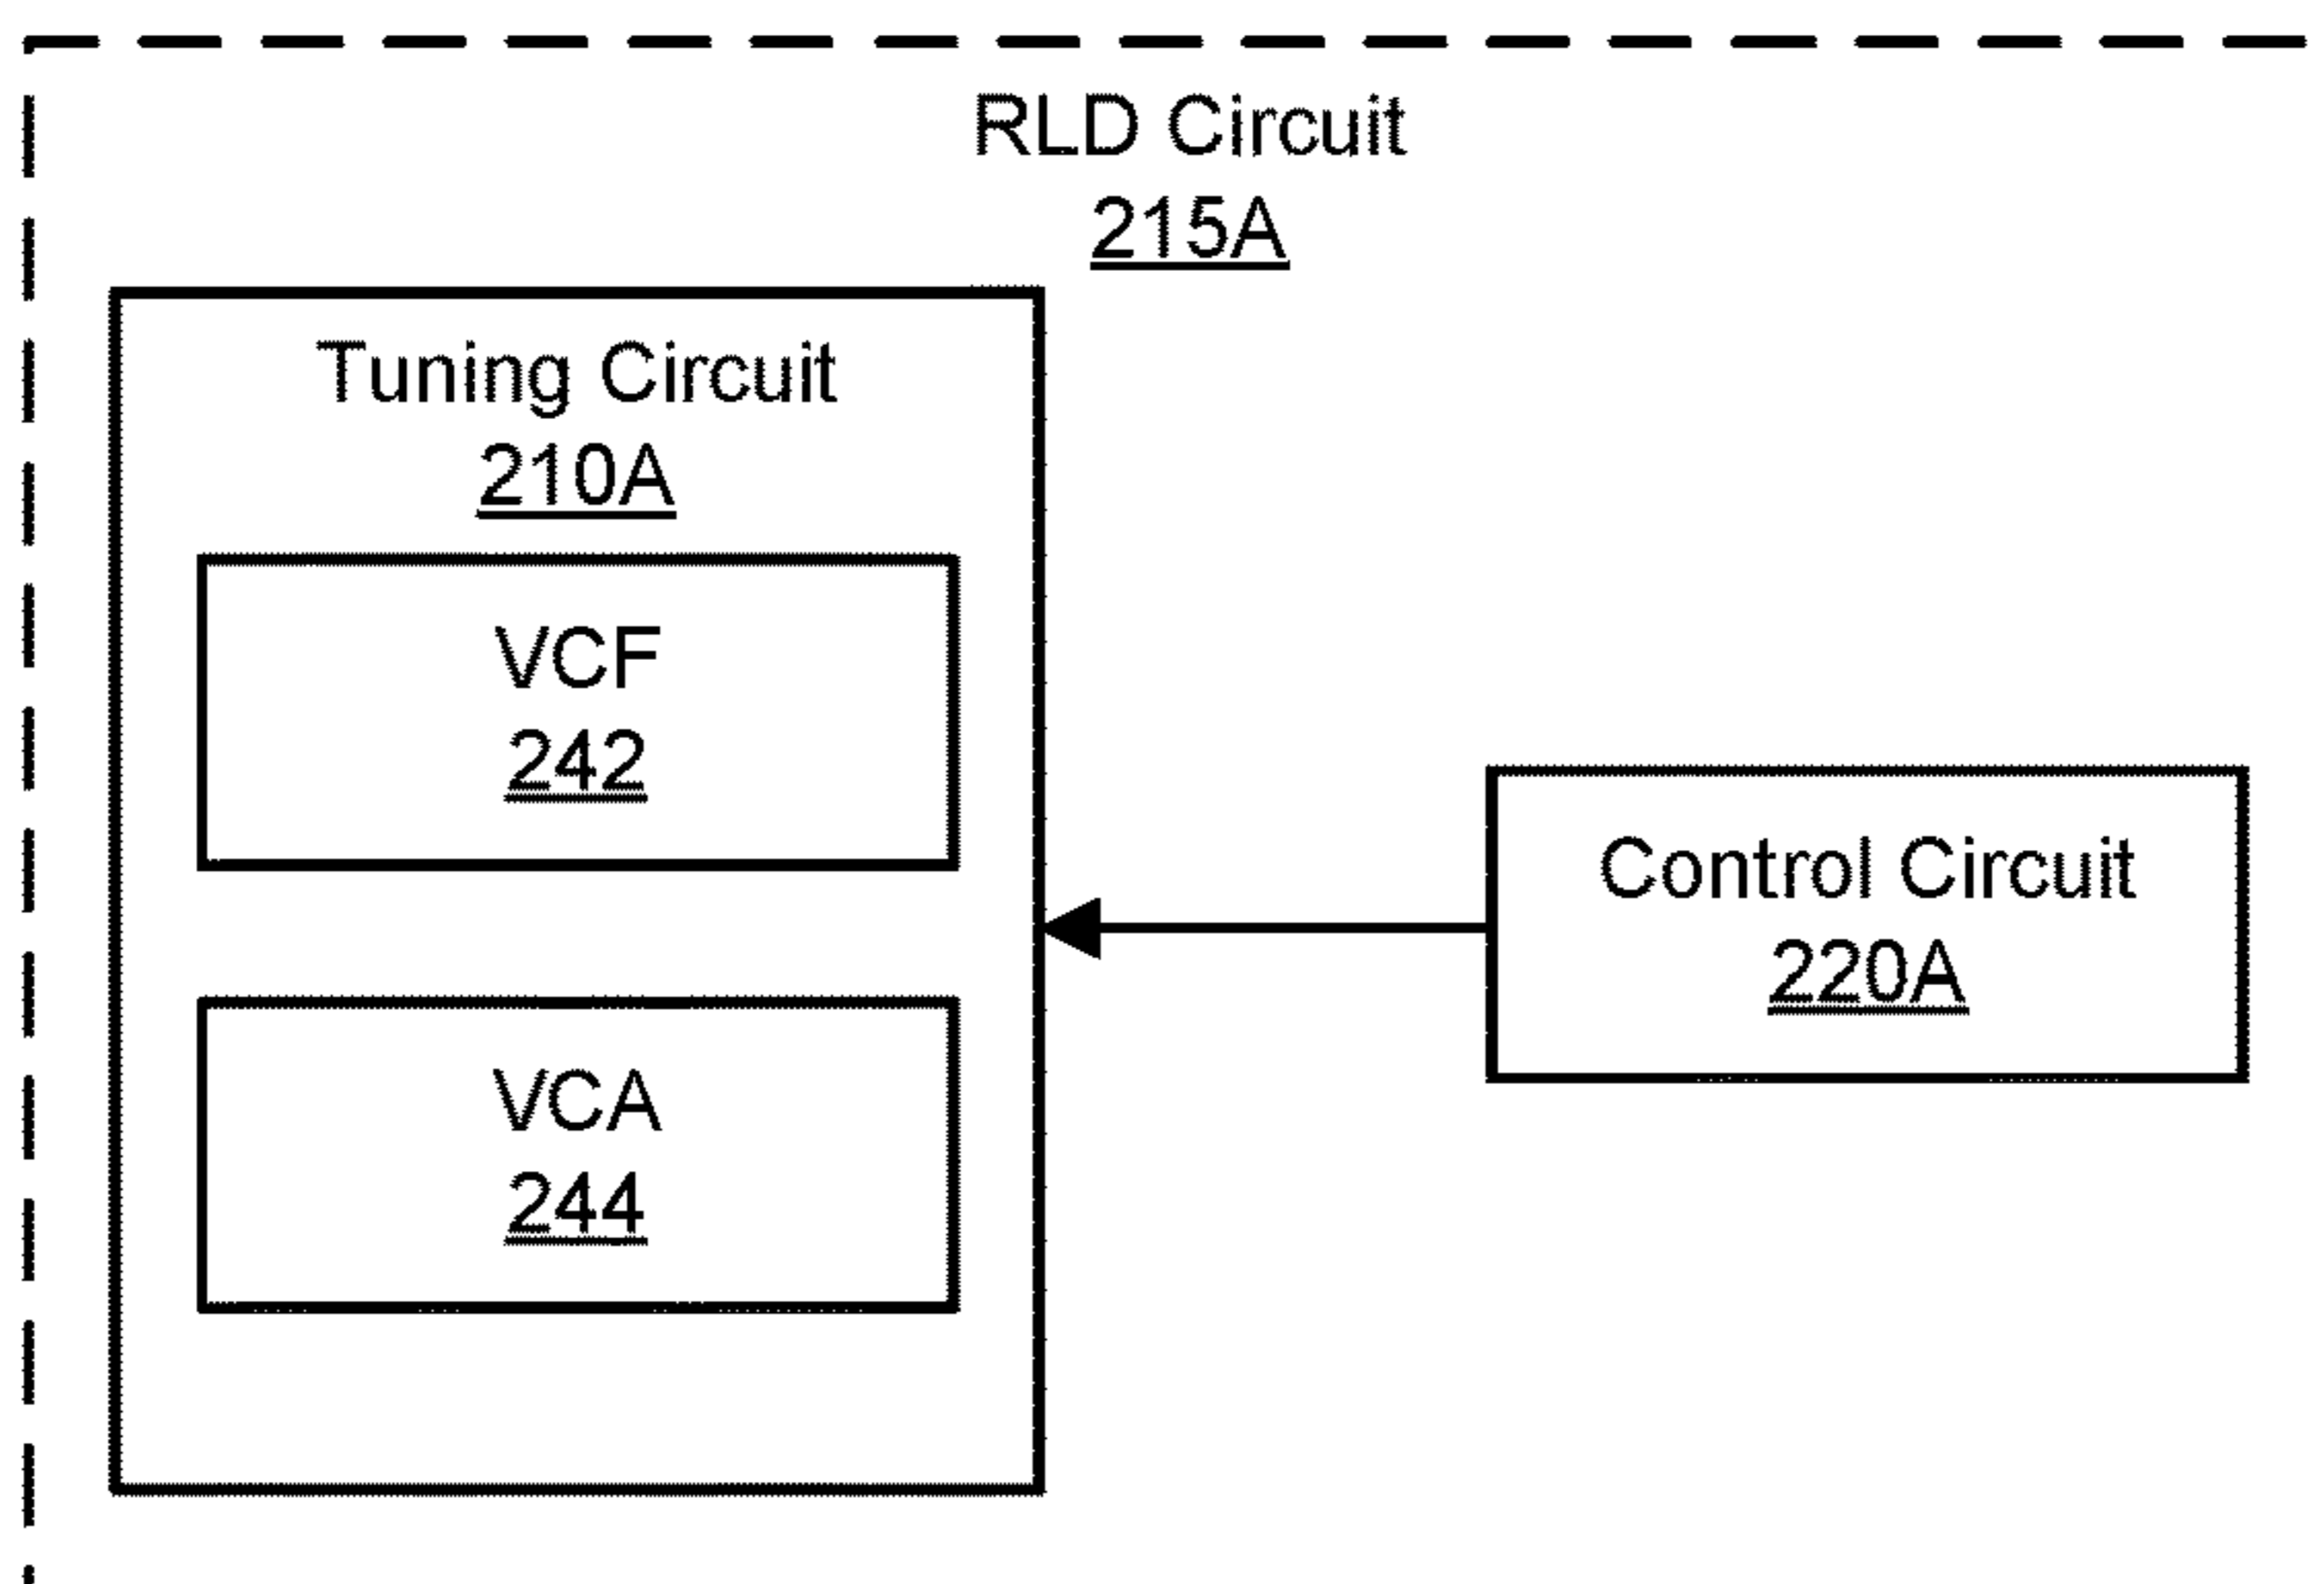 RLD Circuit
215A
Tuning Circuit
210A
VCF
242
VCA
244
Control Circuit
220A